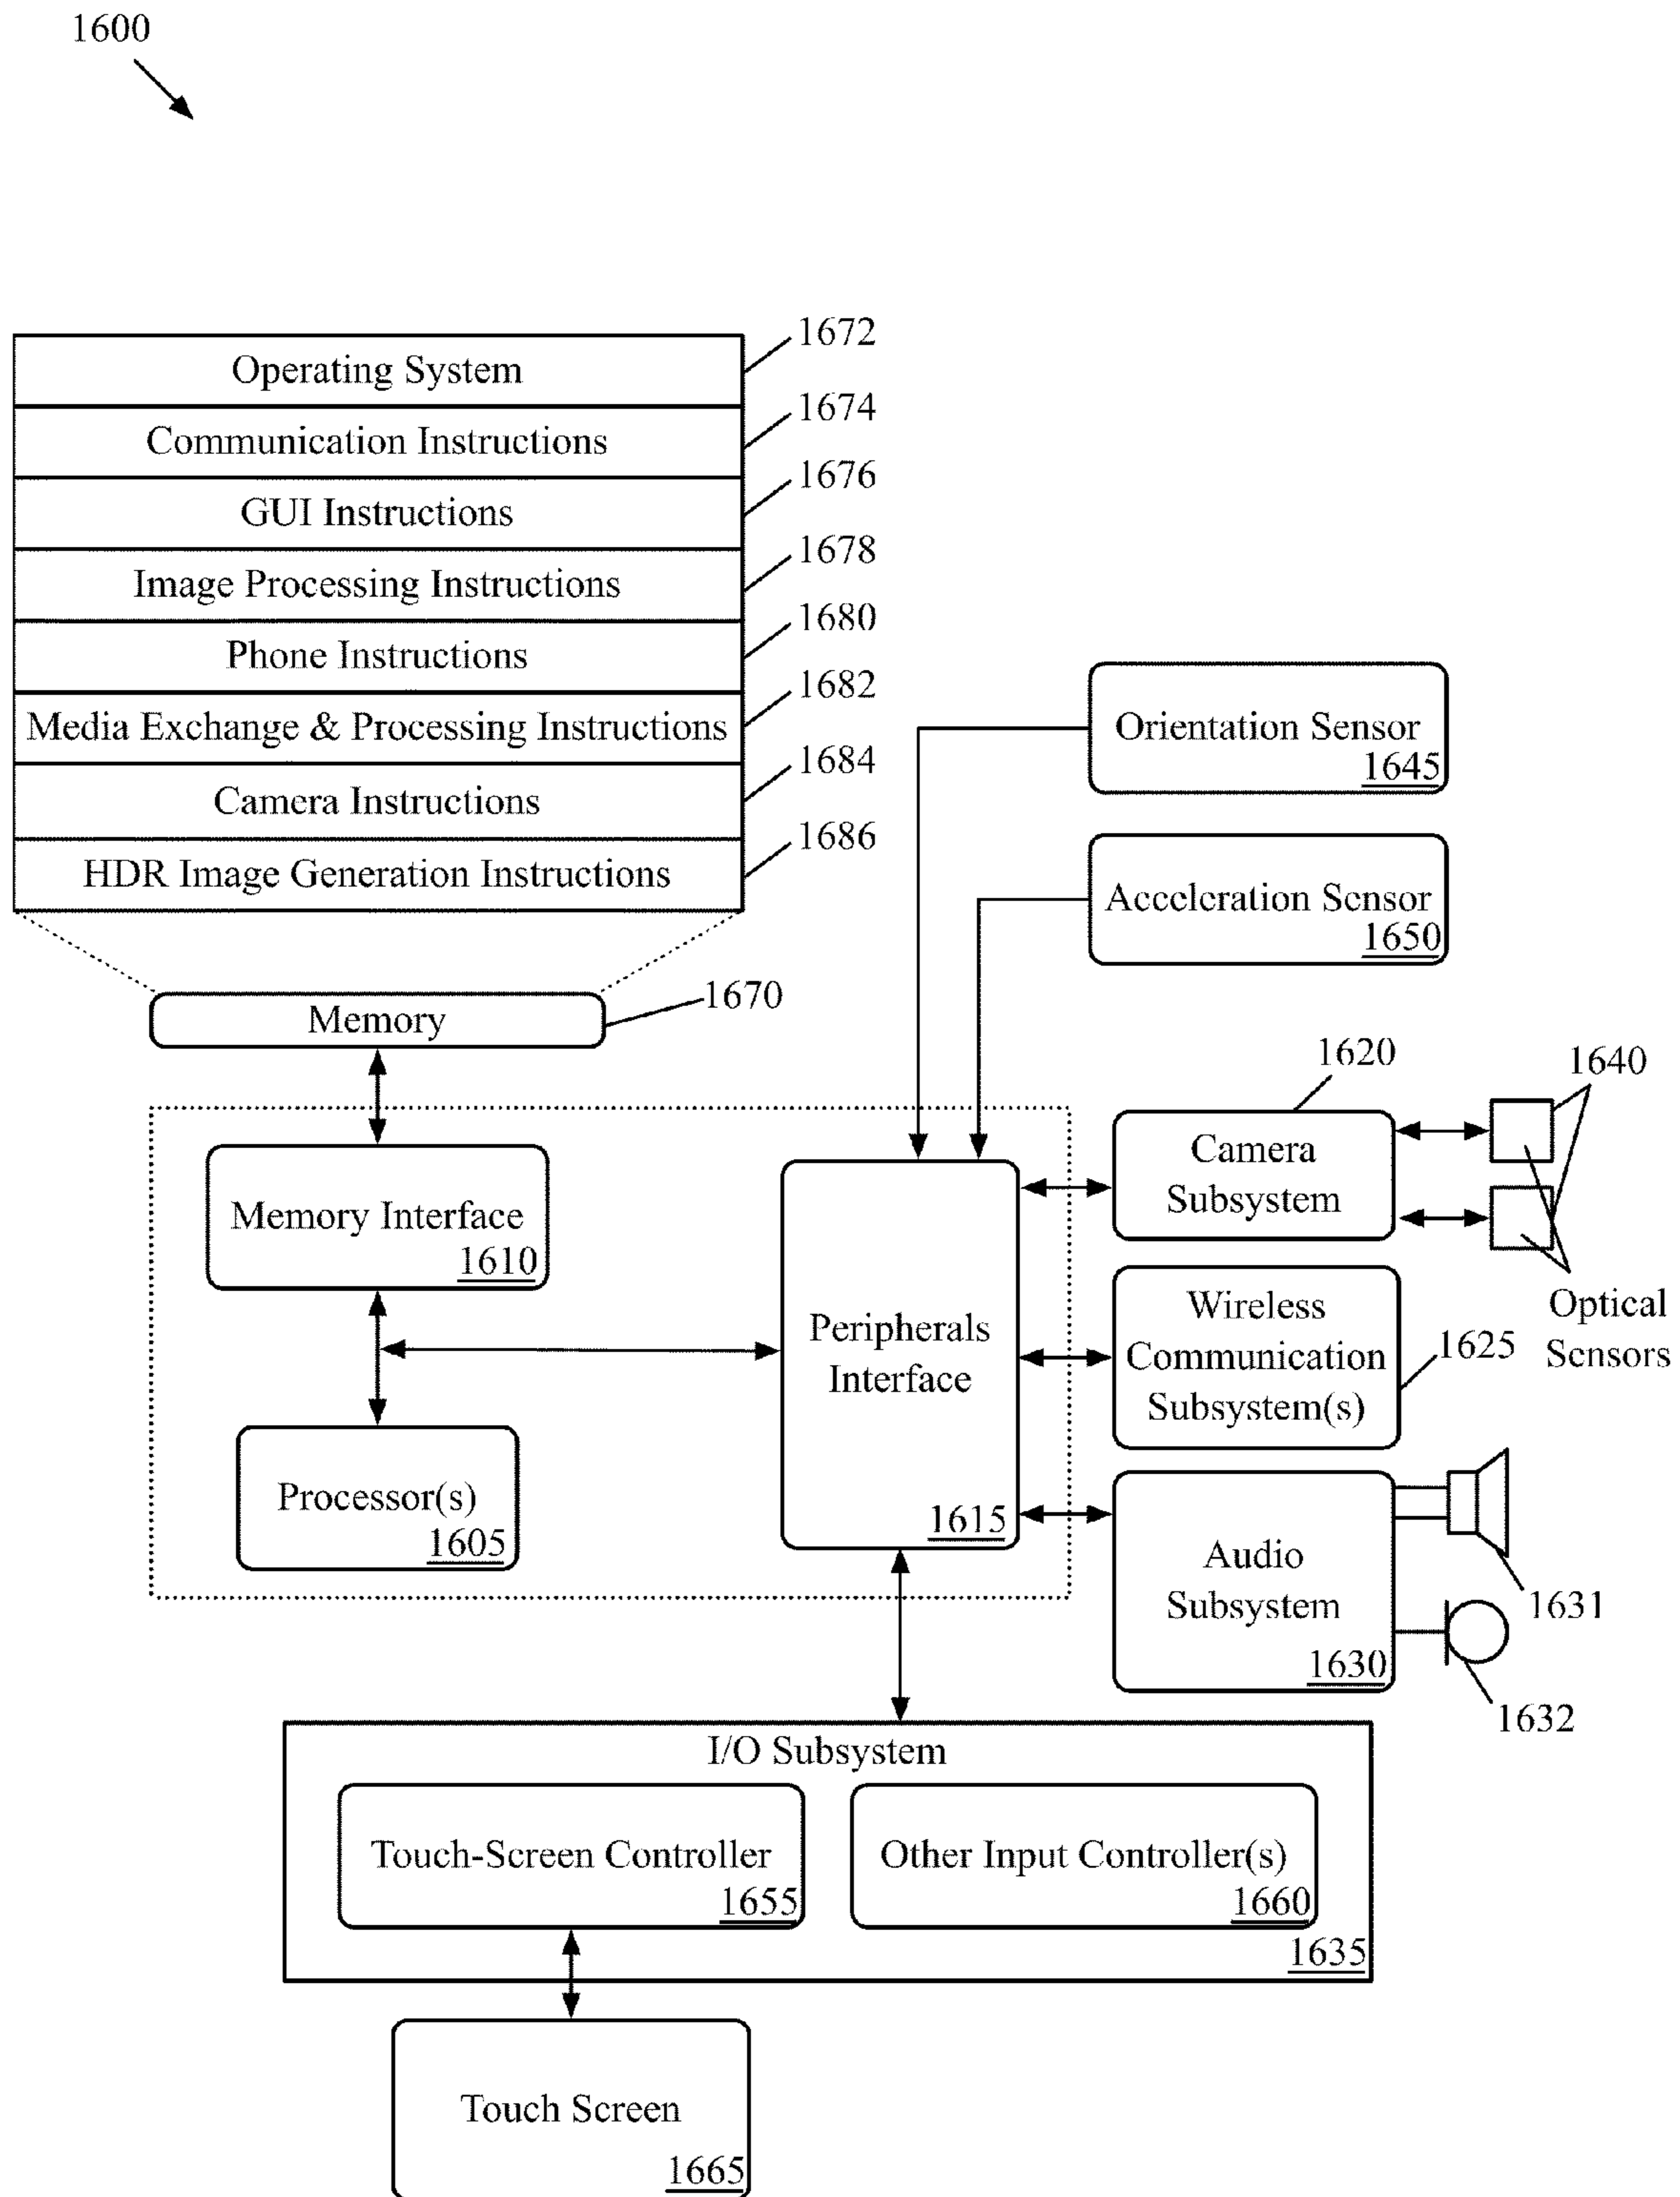 1600
Operating System
1672
Communication Instructions
1674
GUI Instructions
1676
Image Processing Instructions
1678
Phone Instructions
1680
Media Exchange & Processing Instructions
1682
Camera Instructions
1684
HDR Image Generation Instructions
1686
Memory
1670
Orientation Sensor
1645
Acceleration Sensor
1650
Memory Interface
1610
Processor(s)
1605
Peripherals
Interface
1615
1620
Camera
Subsystem
1640
Optical
Sensors
Wireless
Communication
Subsystem(s)
1625
Audio
Subsystem
1630
1631
1632
I/O Subsystem
Touch-Screen Controller
1655
Other Input Controller(s)
1660
1635
Touch Screen
1665